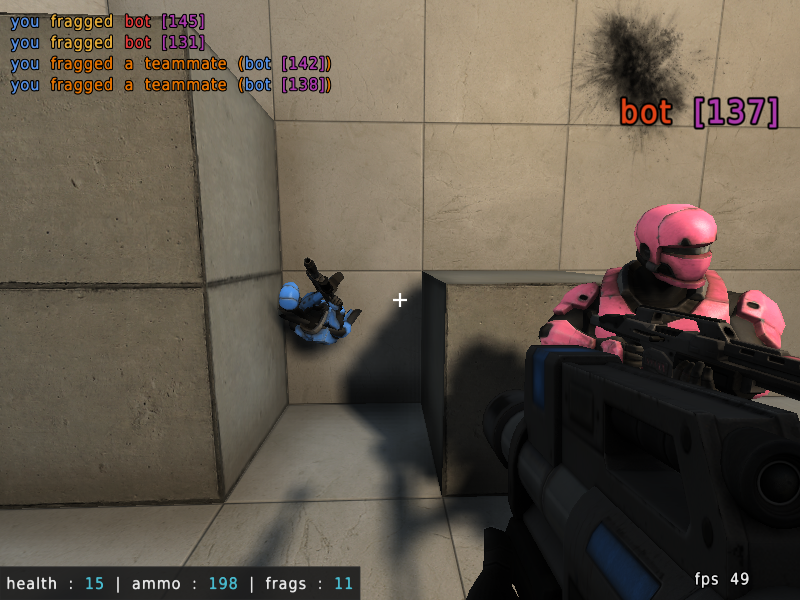 you fragged bot [145]
you fragged bot [131]
you fragged a teammate (bot [142])
you fragged a teammate (bot [138])
bot [137]
health : 15 | ammo : 198 | frags : 11
fps 49